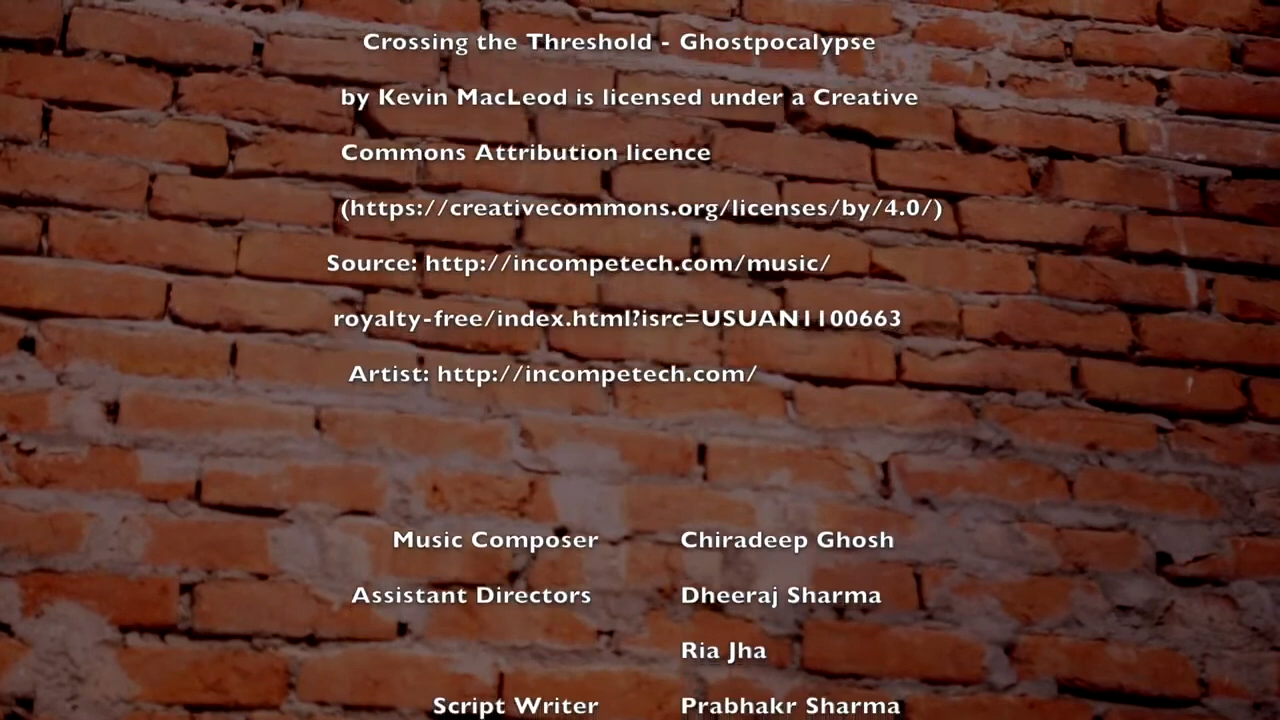 Crossing the Threshold - Ghostpocalypse
by Kevin MacLeod is licensed under a Creative
Commons Attribution licence
(https://creativecommons.org/licenses/by/4.0/)
Source: http://incompetech.com/music/
royalty-free/index.html?isrc=USUAN1100663
Artist: http://incompetech.com/
Music Composer Chiradeep Ghosh
Assistant Directors Dheeraj Sharma
Ria Jha
Script Writer Prabhakr Sharma